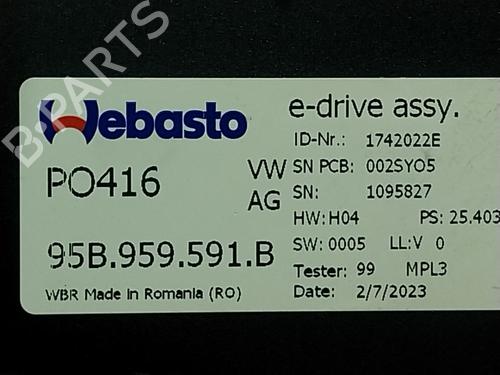 Webasto
e-drive assy.
ID-Nr.: 1742022E
PO416
VW AG
SN PCB: 002SYO5
SN: 1095827
HW: H04 PS: 25.403
95B.959.591.B
SW: 0005 LL:V 0
Tester: 99 MPL3
WBR Made in Romania (RO)
Date: 2/7/2023
B-PARTS